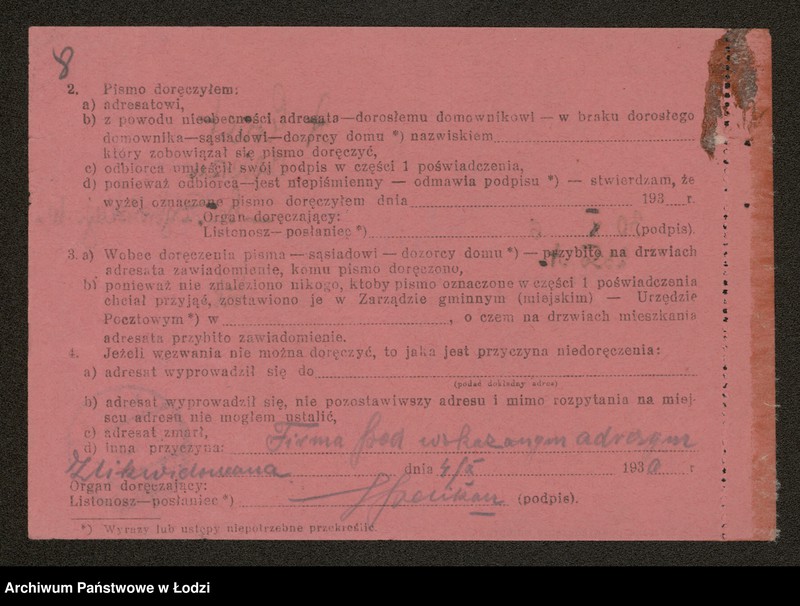 8
2. Pismo doręczyłem:
a) adresatowi,
b) z powodu nieobecności adresata—dorosłemu domownikowi — w braku dorosłego
domownika—sąsiadowi—dozorcy domu *) nazwiskiem
który zobowiązał się pismo doręczyć,
c) odbiorca umieścił swój podpis w części 1 poświadczenia,
d) ponieważ odbiorca—jest niepiśmienny — odmawia podpisu *) — stwierdzam, że
wyżej oznaczone pismo doręczyłem dnia 193 r.
Organ doręczający:
Listonosz—posłaniec *) (podpis).
3. a) Wobec doręczenia pisma — sąsiadowi — dozorcy domu *) — przybito na drzwiach
adresata zawiadomienie, komu pismo doręczono,
b) ponieważ nie znaleziono nikogo, ktoby pismo oznaczone w części 1 poświadczenia
chciał przyjąć, zostowiono je w Zarządzie gminnym (miejskim) — Urzędzie
Pocztowym *) w , o czem na drzwiach mieszkania
adresata przybito zawiadomienie.
4. Jeżeli wezwania nie można doręczyć, to jaka jest przyczyna niedoręczenia:
a) adresat wyprowadził się do
(podać dokładny adres)
b) adresat wyprowadził się, nie pozostawiwszy adresu i mimo rozpytania na miej-
scu adresu nie mogłem ustalić,
c) adresat zmarł,
d) inna przyczyna: Firma pod wskazanym adresem
Zlikwidowana dnia 4/X 1930 r
Organ doręczający:
Listonosz—posłaniec *) (podpis).
*) Wyrazy lub ustępy niepotrzebne przekreślić.
Archiwum Państwowe w Łodzi